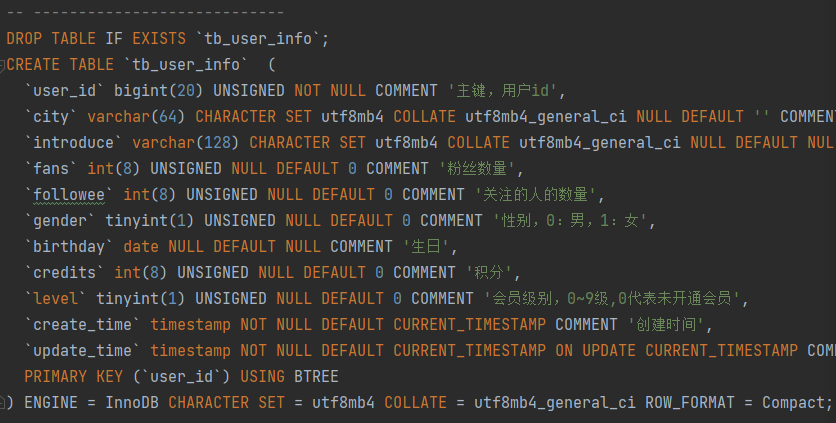 -- ----------------------------
DROP TABLE IF EXISTS `tb_user_info`;
CREATE TABLE `tb_user_info`  (
  `user_id` bigint(20) UNSIGNED NOT NULL COMMENT '主键，用户id',
  `city` varchar(64) CHARACTER SET utf8mb4 COLLATE utf8mb4_general_ci NULL DEFAULT '' COMMENT
  `introduce` varchar(128) CHARACTER SET utf8mb4 COLLATE utf8mb4_general_ci NULL DEFAULT NUL
  `fans` int(8) UNSIGNED NULL DEFAULT 0 COMMENT '粉丝数量',
  `followee` int(8) UNSIGNED NULL DEFAULT 0 COMMENT '关注的人的数量',
  `gender` tinyint(1) UNSIGNED NULL DEFAULT 0 COMMENT '性别，0：男，1：女',
  `birthday` date NULL DEFAULT NULL COMMENT '生日',
  `credits` int(8) UNSIGNED NULL DEFAULT 0 COMMENT '积分',
  `level` tinyint(1) UNSIGNED NULL DEFAULT 0 COMMENT '会员级别，0~9级,0代表未开通会员',
  `create_time` timestamp NOT NULL DEFAULT CURRENT_TIMESTAMP COMMENT '创建时间',
  `update_time` timestamp NOT NULL DEFAULT CURRENT_TIMESTAMP ON UPDATE CURRENT_TIMESTAMP COM
  PRIMARY KEY (`user_id`) USING BTREE
) ENGINE = InnoDB CHARACTER SET = utf8mb4 COLLATE = utf8mb4_general_ci ROW_FORMAT = Compact;